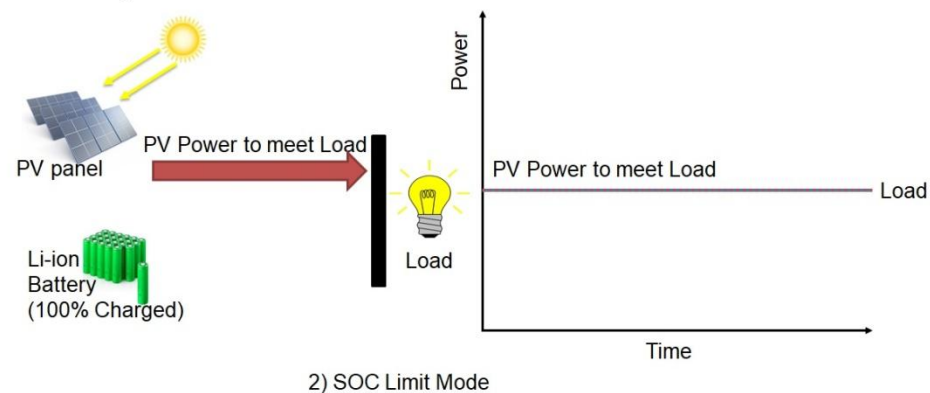 Power
PV Power to meet Load
PV panel
PV Power to meet Load
Load
Li-ion
Battery
(100% Charged)
Load
Time
2) SOC Limit Mode